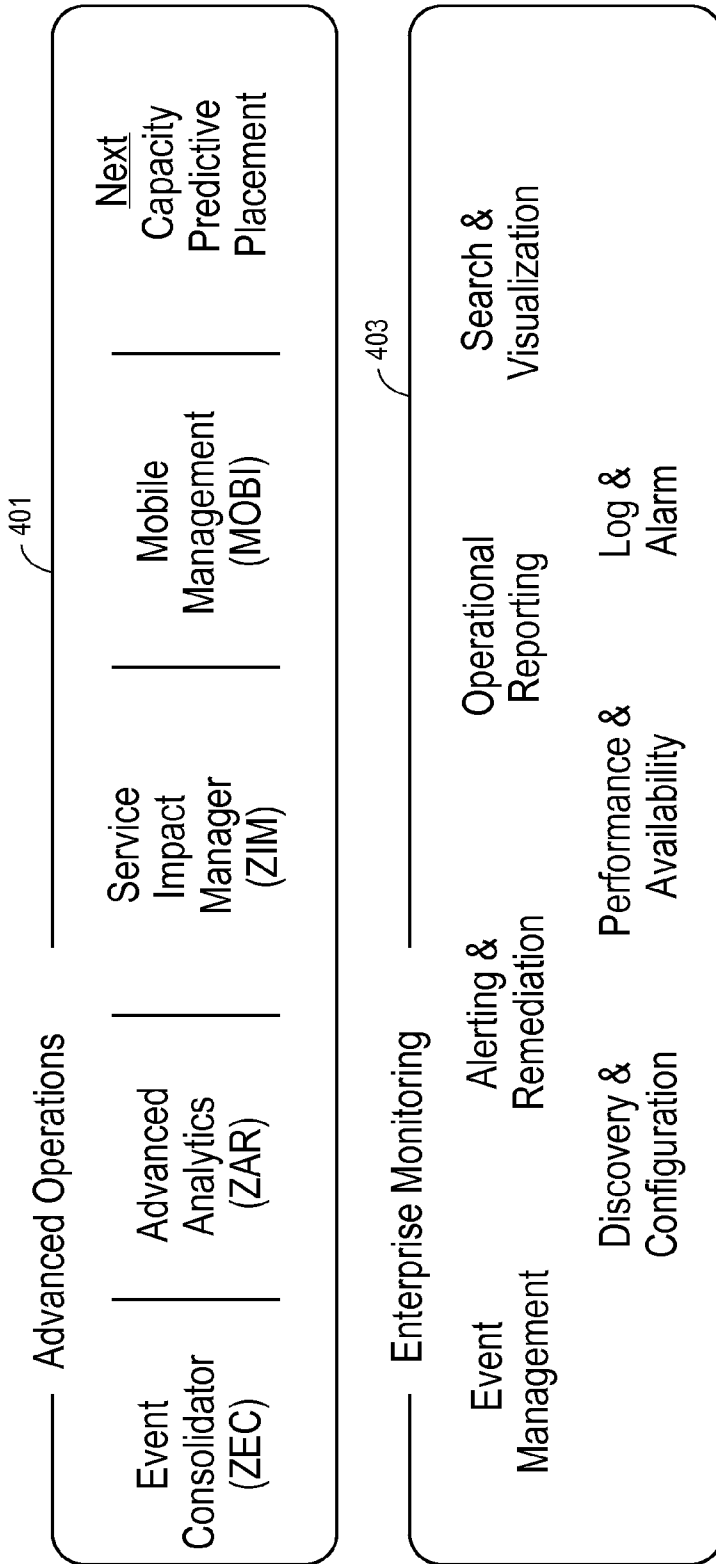 Advanced Operations
401
Event
Consolidator
(ZEC)
Advanced
Analytics
(ZAR)
Service
Impact
Manager
(ZIM)
Mobile
Management
(MOBI)
Next
Capacity
Predictive
Placement
Enterprise Monitoring
403
Event
Management
Alerting &
Remediation
Operational
Reporting
Search &
Visualization
Discovery &
Configuration
Performance &
Availability
Log &
Alarm